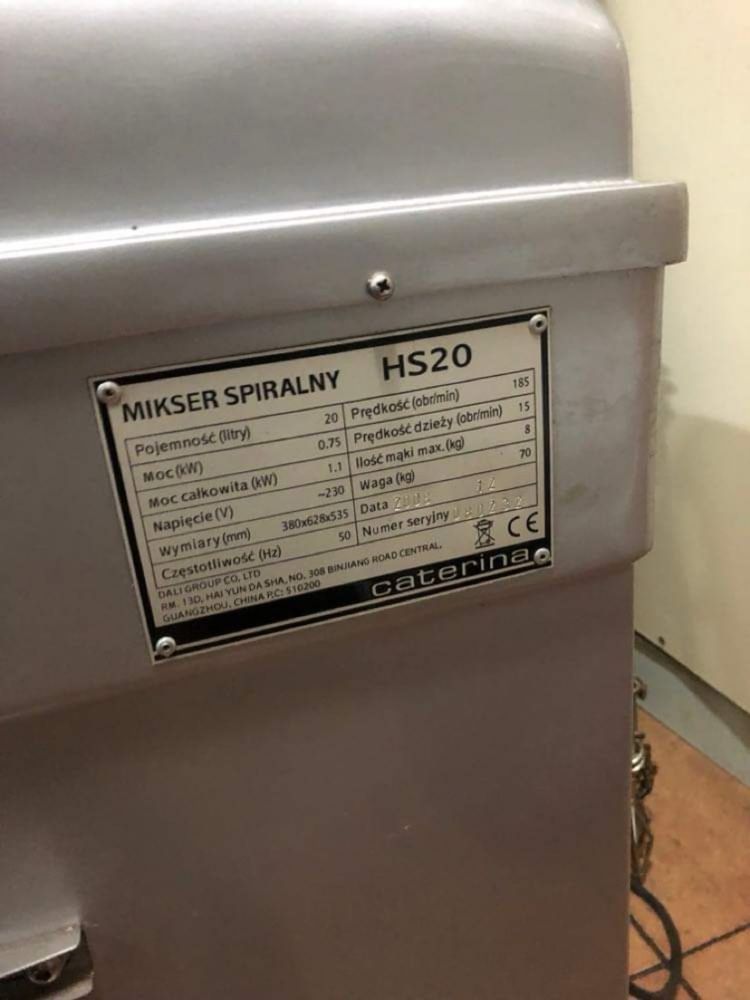 MIKSER SPIRALNY HS20
Pojemność (litry) 20
Moc (kW) 0.75
Moc całkowita (kW) 1.1
Napięcie (V) ~230
Wymiary (mm) 380x628x535
Częstotliwość (Hz) 50
Prędkość (obr/min) 185
Prędkość dzieży (obr/min) 15
Ilość mąki max. (kg) 8
Waga (kg) 70
Data 12
Numer seryjny
DALI GROUP CO, LTD
RM. 13D, HAI YUN DA SHA, NO. 308 BINJIANG ROAD CENTRAL,
GUANGZHOU, CHINA P.C: 510200
CE
caterina